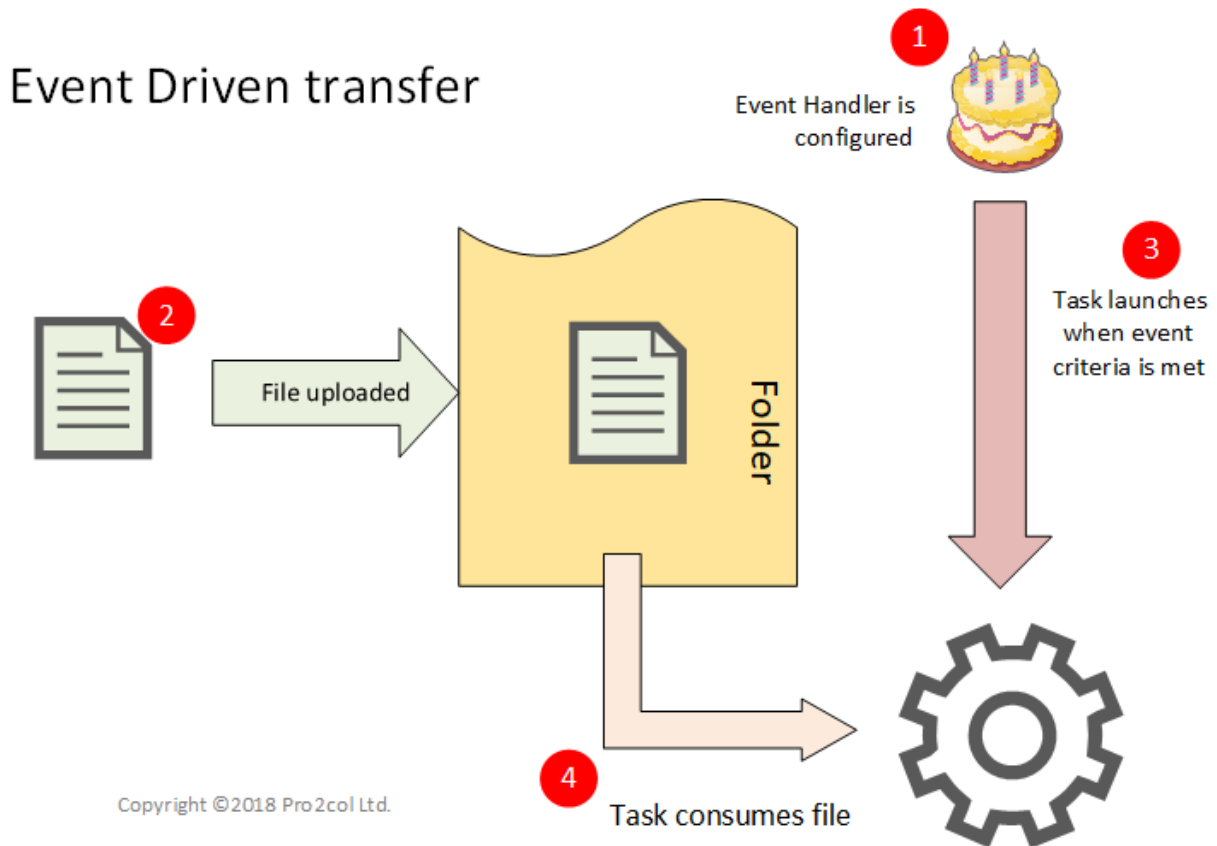 Event Driven transfer
1
Event Handler is
configured
2
File uploaded
Folder
3
Task launches
when event
criteria is met
4
Task consumes file
Copyright ©2018 Pro2col Ltd.